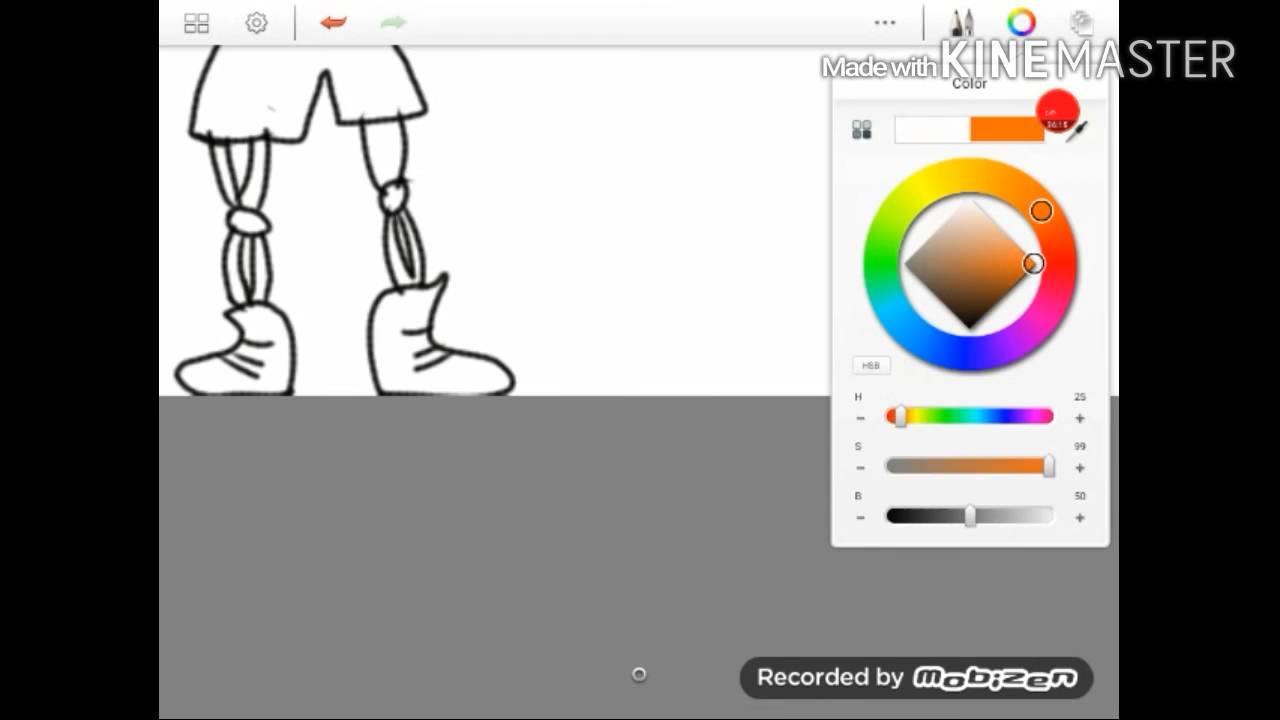 Made with KINEMASTER
Color
HSB
H 25
S 99
B 50
Recorded by mobizen